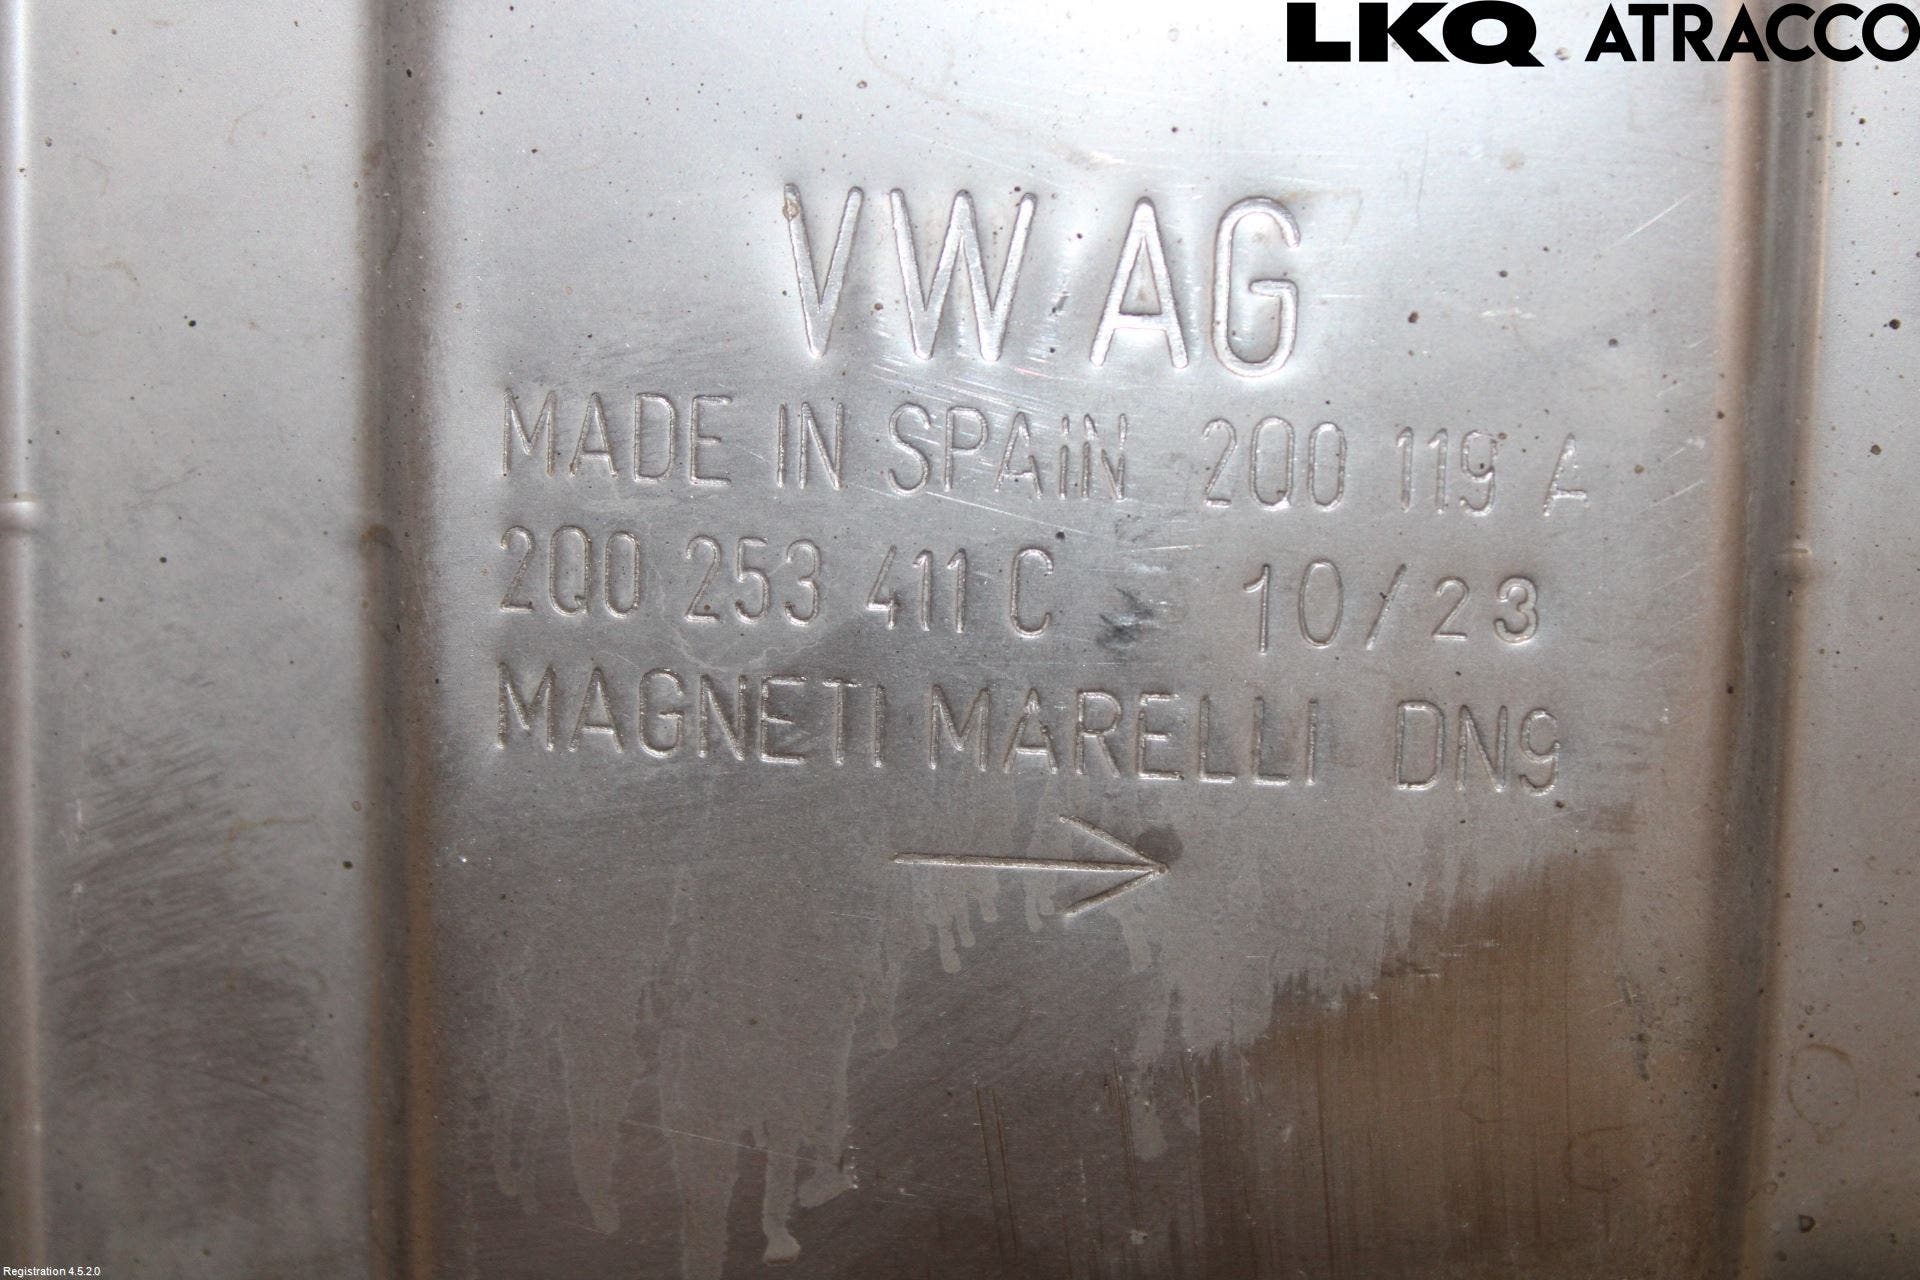 LKQ ATRACCO
VW AG
MADE IN SPAIN 2Q0 119 A
2Q0 253 411 C 10/23
MAGNETI MARELLI DN9
Registration 4.5.2.0